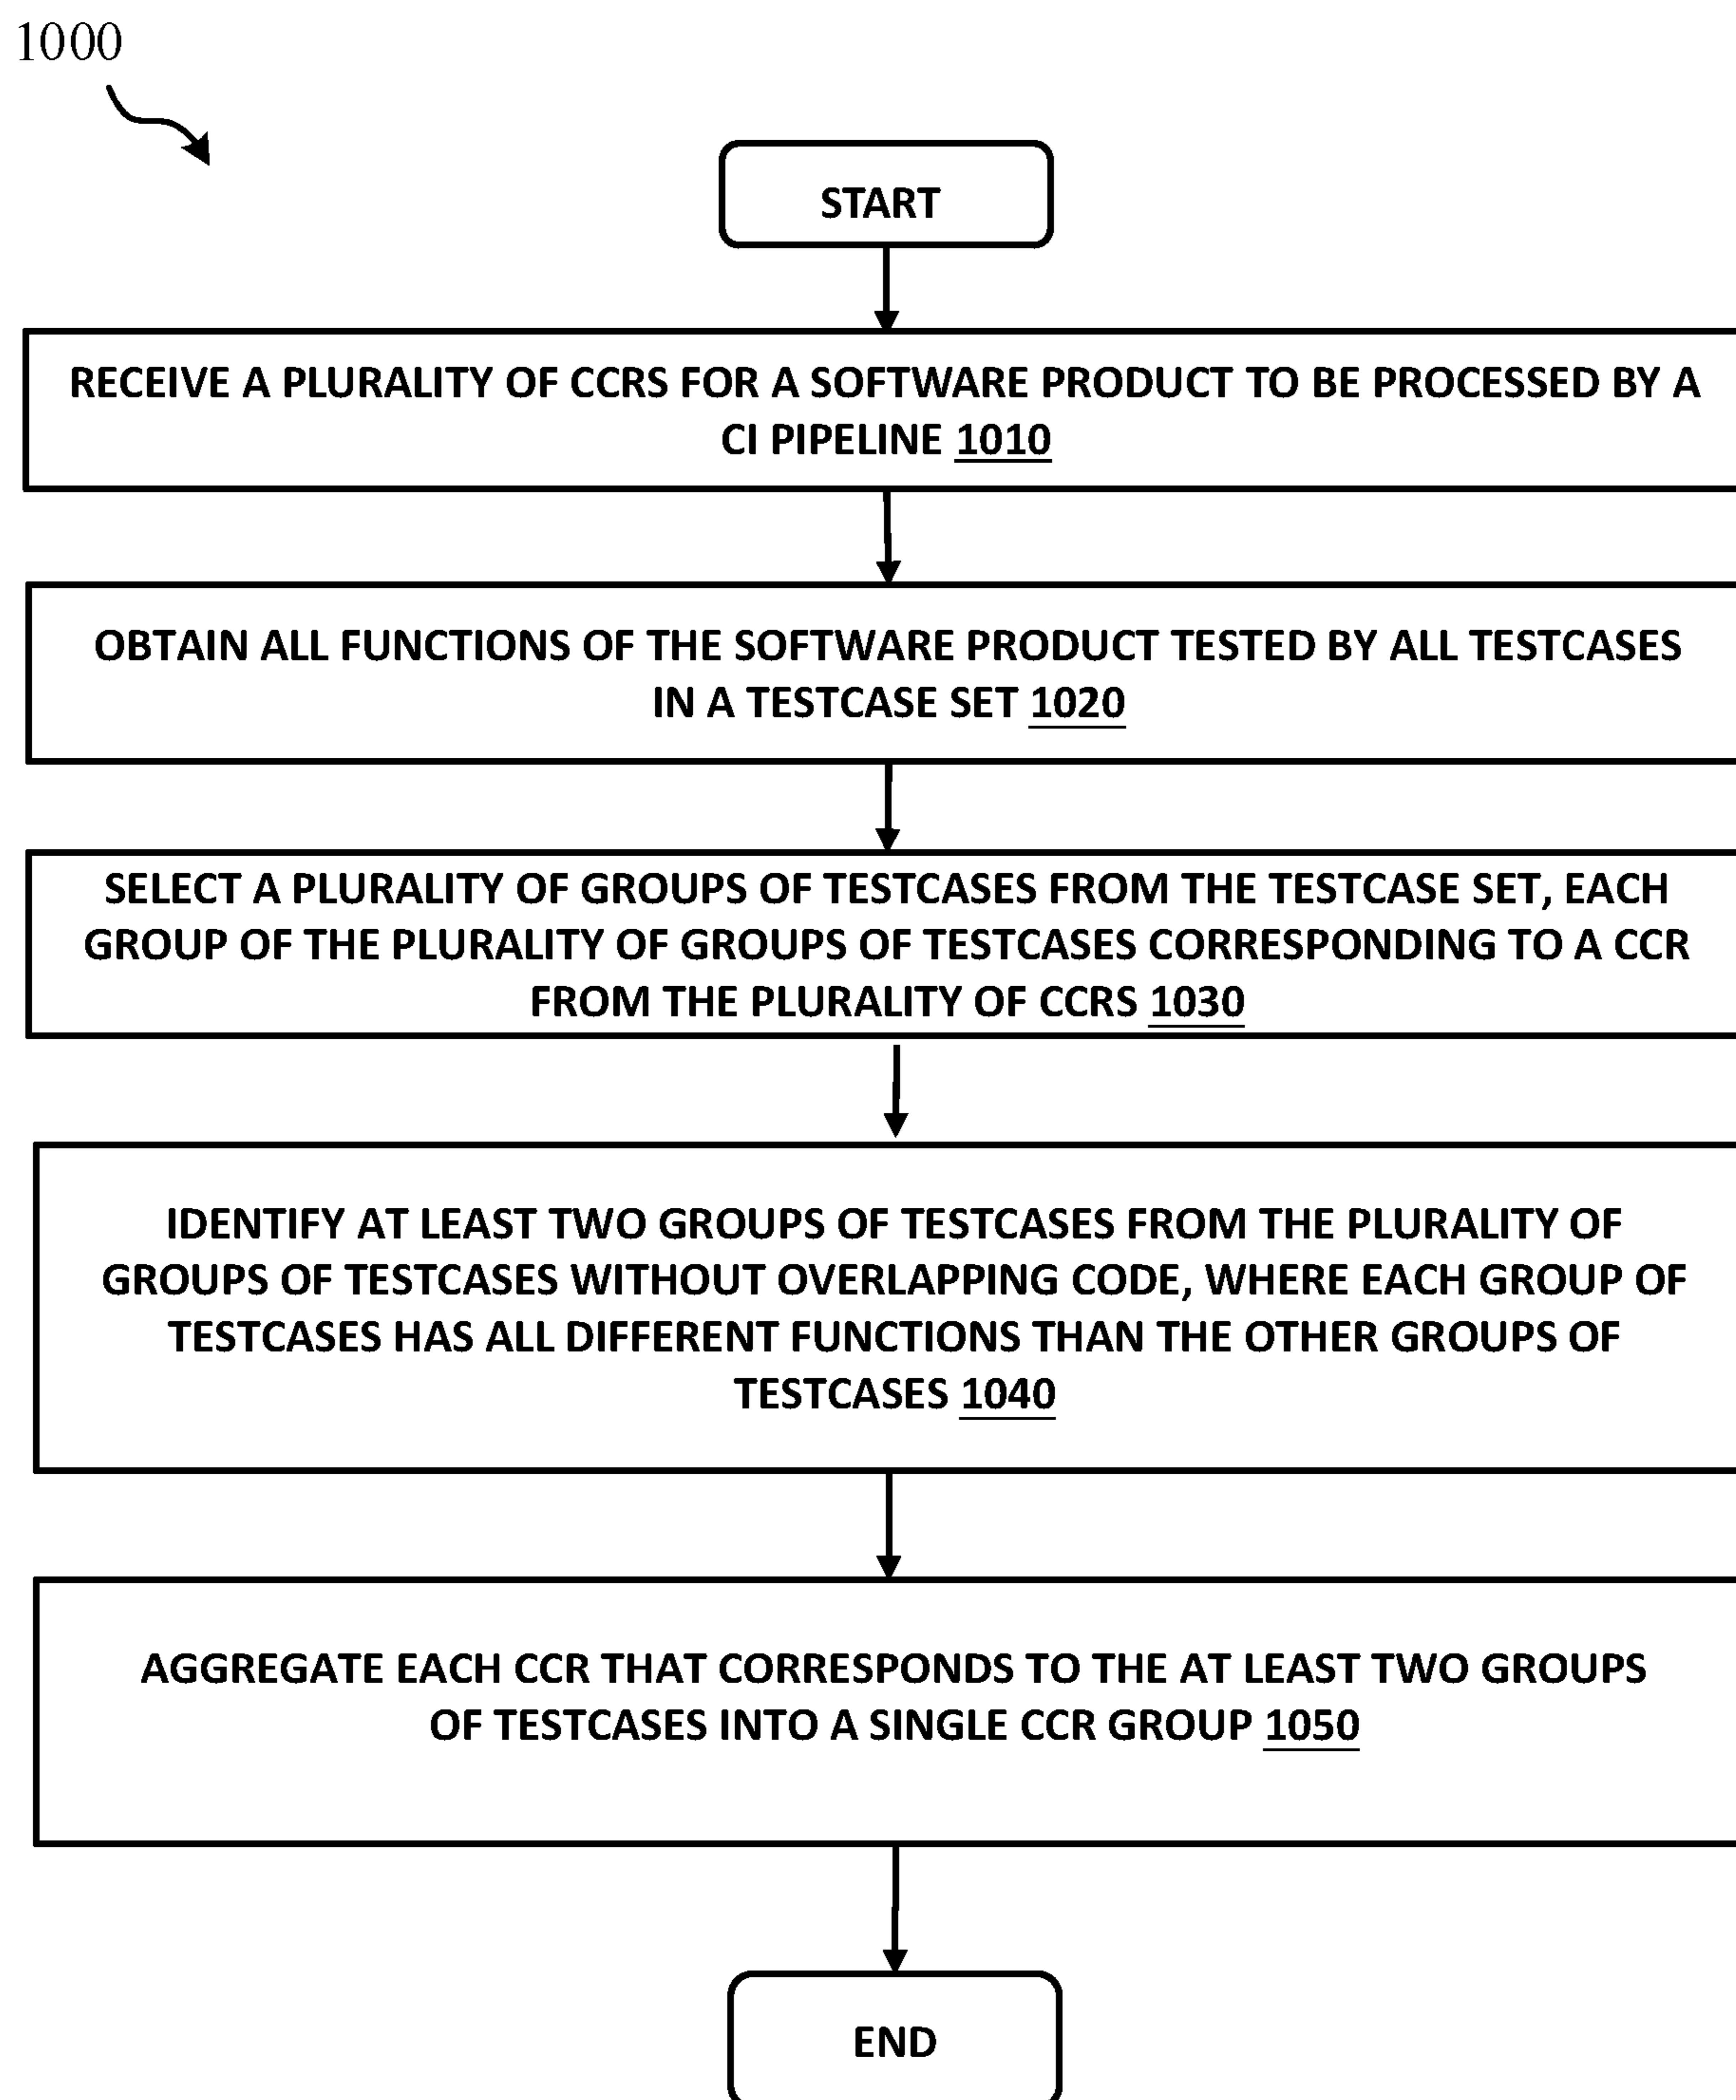 1000
START
RECEIVE A PLURALITY OF CCRS FOR A SOFTWARE PRODUCT TO BE PROCESSED BY A
CI PIPELINE 1010
OBTAIN ALL FUNCTIONS OF THE SOFTWARE PRODUCT TESTED BY ALL TESTCASES
IN A TESTCASE SET 1020
SELECT A PLURALITY OF GROUPS OF TESTCASES FROM THE TESTCASE SET, EACH
GROUP OF THE PLURALITY OF GROUPS OF TESTCASES CORRESPONDING TO A CCR
FROM THE PLURALITY OF CCRS 1030
IDENTIFY AT LEAST TWO GROUPS OF TESTCASES FROM THE PLURALITY OF
GROUPS OF TESTCASES WITHOUT OVERLAPPING CODE, WHERE EACH GROUP OF
TESTCASES HAS ALL DIFFERENT FUNCTIONS THAN THE OTHER GROUPS OF
TESTCASES 1040
AGGREGATE EACH CCR THAT CORRESPONDS TO THE AT LEAST TWO GROUPS
OF TESTCASES INTO A SINGLE CCR GROUP 1050
END